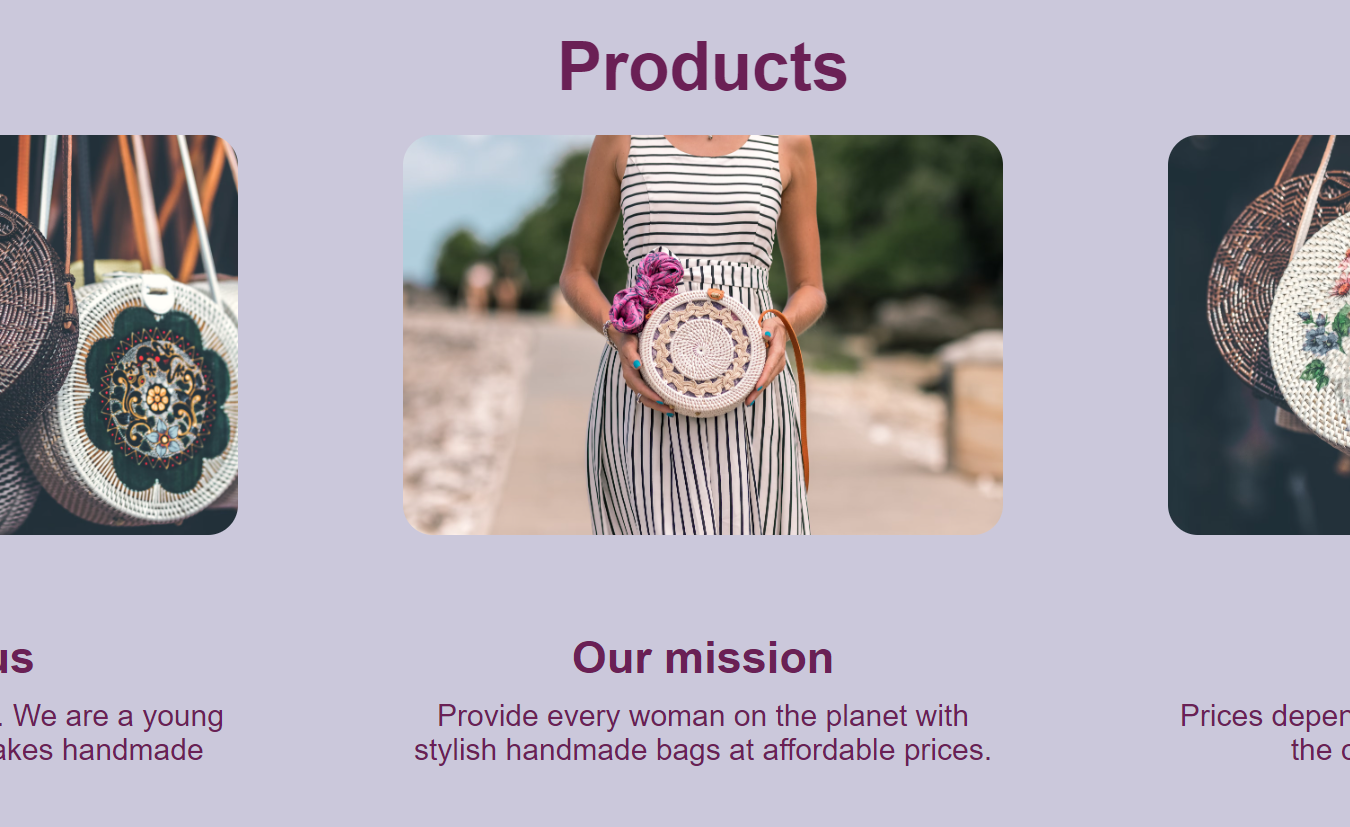 Products
us
. We are a young
akes handmade
Our mission
Provide every woman on the planet with
stylish handmade bags at affordable prices.
Prices depen
the